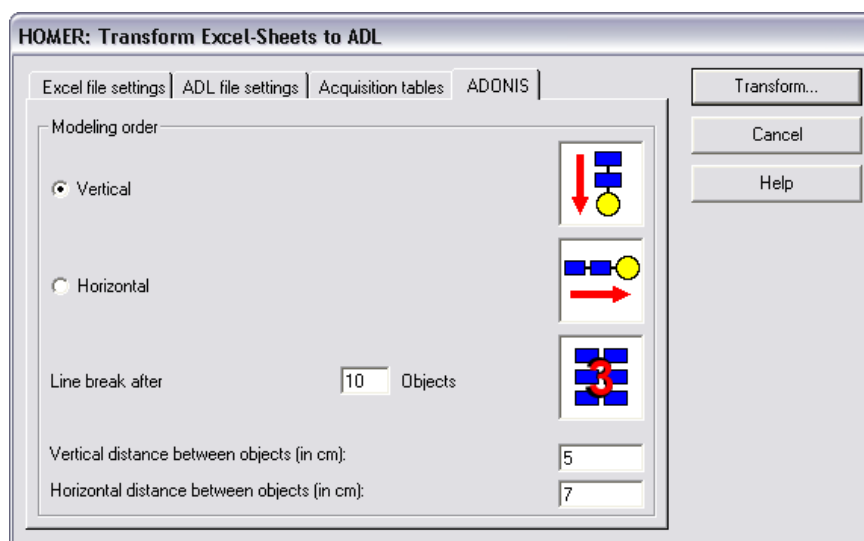 HOMER: Transform Excel-Sheets to ADL
Excel file settings ADL file settings Acquisition tables ADONIS
Transform...
Cancel
Help
Modeling order
Vertical
Horizontal
Line break after 10 Objects
3
Vertical distance between objects (in cm): 5
Horizontal distance between objects (in cm): 7